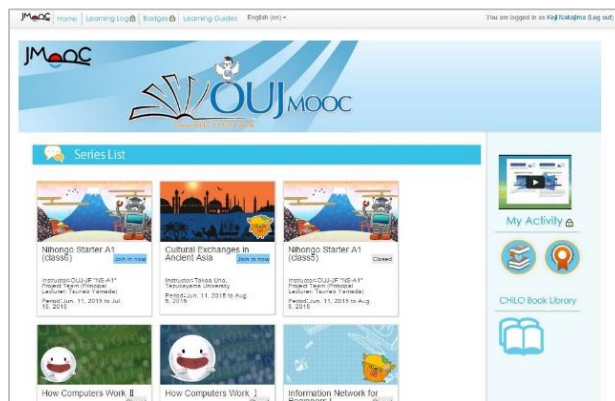 JMOOC Home Learning Log Badges Learning Guides English (en)
You are logged in as Keiji Nakajima (Log out)
JMOOC
OUJ MOOC
Series List
Nihongo Starter A1
(class6)
Join in now
Instructor:OUJ-JF "NS-A1"
Project Team (Principal
Lecturer: Tsuneo Yamada)
Period:Jun. 11, 2015 to Jul.
15, 2015
Cultural Exchanges in
Ancient Asia
Join in now
Instructor:Takao Uno,
Tezukayama University
Period:Jun. 11, 2015 to Aug.
5, 2015
Nihongo Starter A1
(class5)
Closed
Instructor:OUJ-JF "NS-A1"
Project Team (Principal
Lecturer: Tsuneo Yamada)
Period:Jun. 11, 2015 to Aug.
5, 2015
How Computers Work II
How Computers Work I
Information Network for
My Activity
CHiLO Book Library